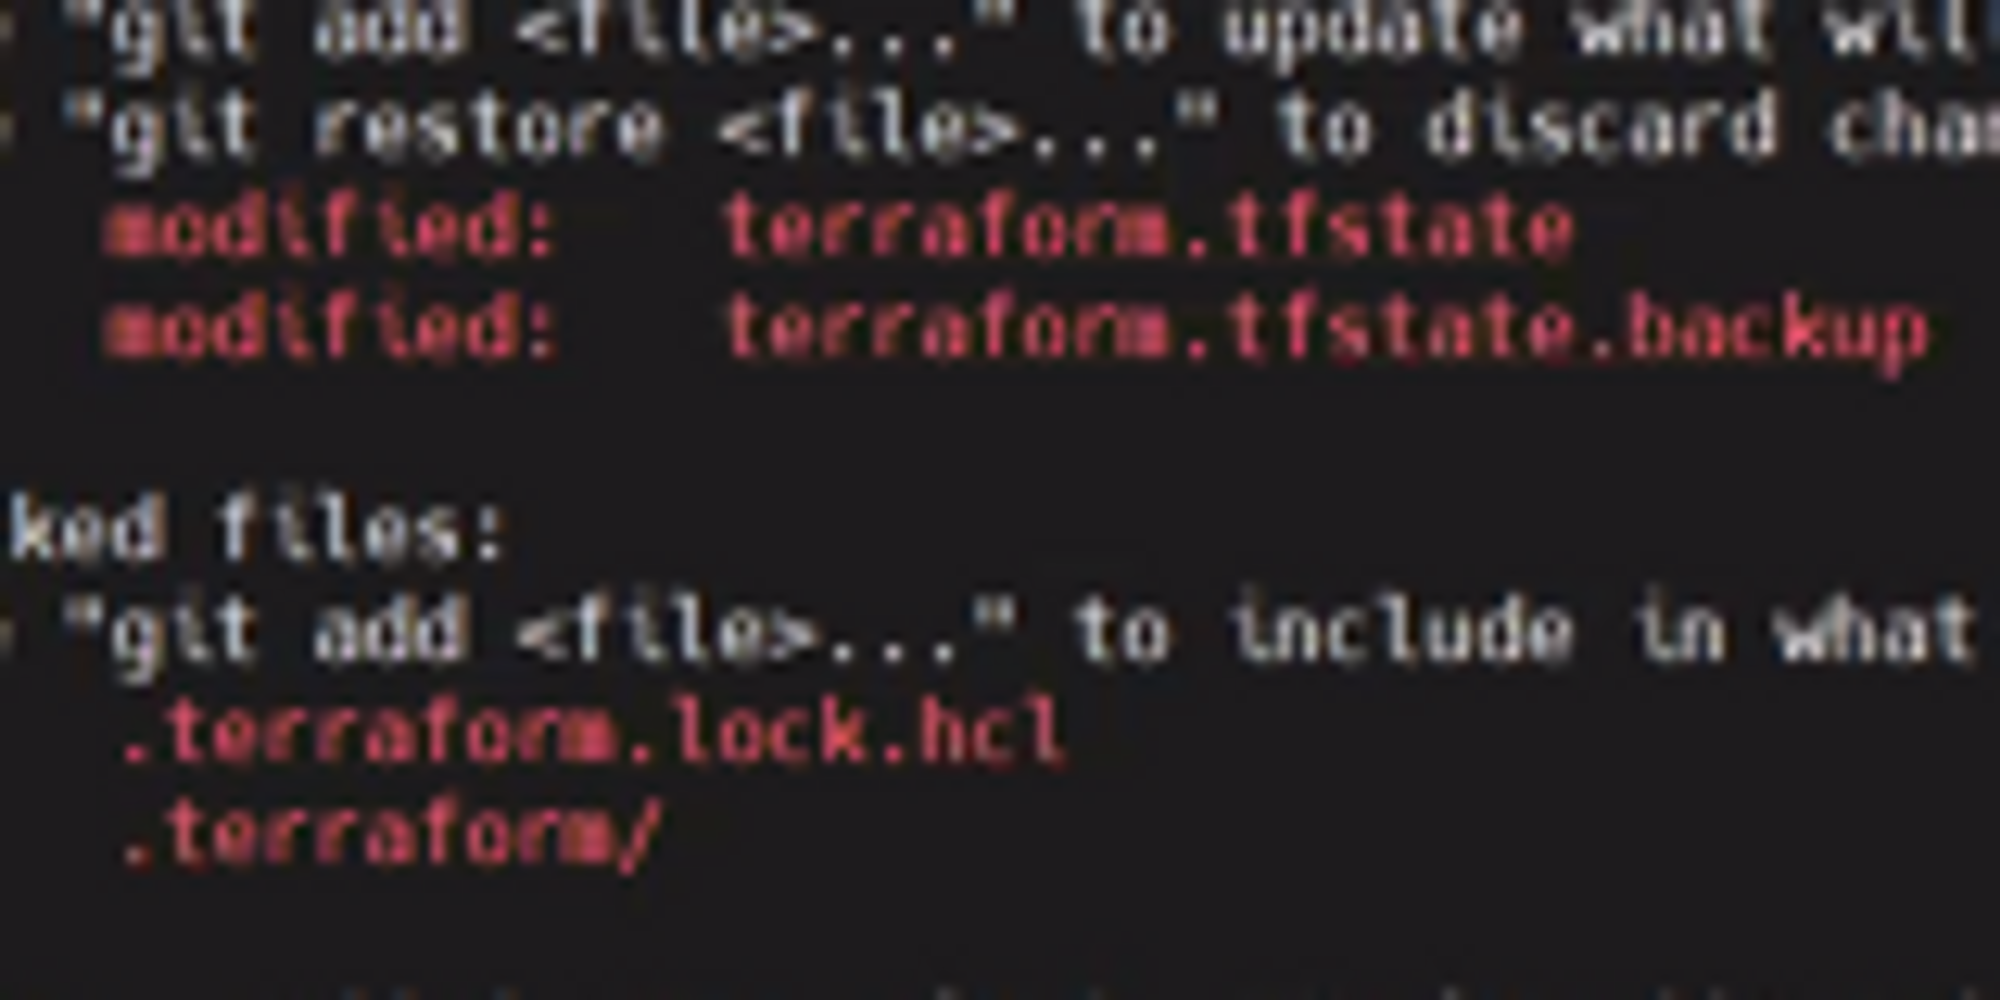 "git add <file>..." to update what wil
"git restore <file>..." to discard chan
modified:   terraform.tfstate
modified:   terraform.tfstate.backup
ked files:
"git add <file>..." to include in what
.terraform.lock.hcl
.terraform/